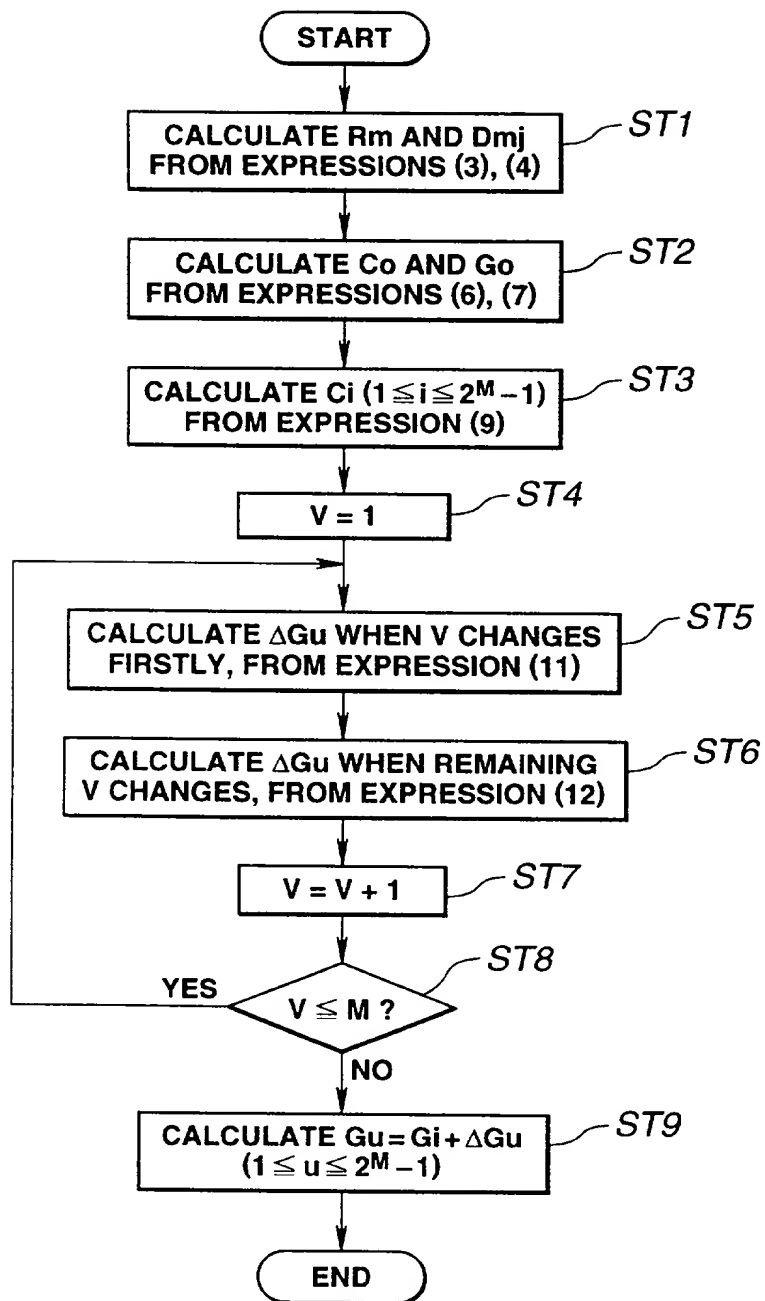 START
CALCULATE Rm AND Dmj
FROM EXPRESSIONS (3), (4)
ST1
CALCULATE Co AND Go
FROM EXPRESSIONS (6), (7)
ST2
CALCULATE Ci (1≦i≦2^M−1)
FROM EXPRESSION (9)
ST3
V = 1
ST4
CALCULATE ΔGu WHEN V CHANGES
FIRSTLY, FROM EXPRESSION (11)
ST5
CALCULATE ΔGu WHEN REMAINING
V CHANGES, FROM EXPRESSION (12)
ST6
V = V + 1
ST7
V ≦ M ?
ST8
YES
NO
CALCULATE Gu=Gi+ΔGu
(1≦u≦2^M−1)
ST9
END